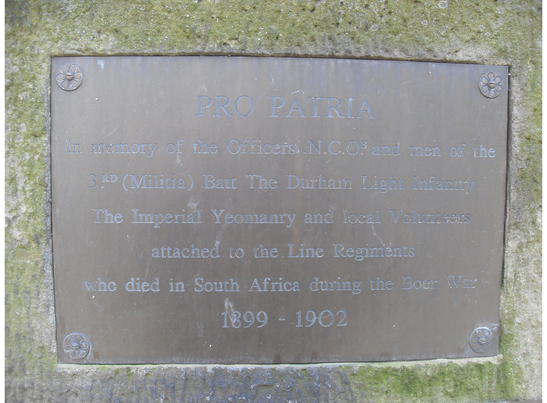 PRO PATRIA
In memory of the Officers N.C.Os and men of the
3RD (Militia) Batt The Durham Light Infantry
The Imperial Yeomanry and local Volunteers
attached to the Line Regiments
who died in South Africa during the Boer War
1899 - 1902